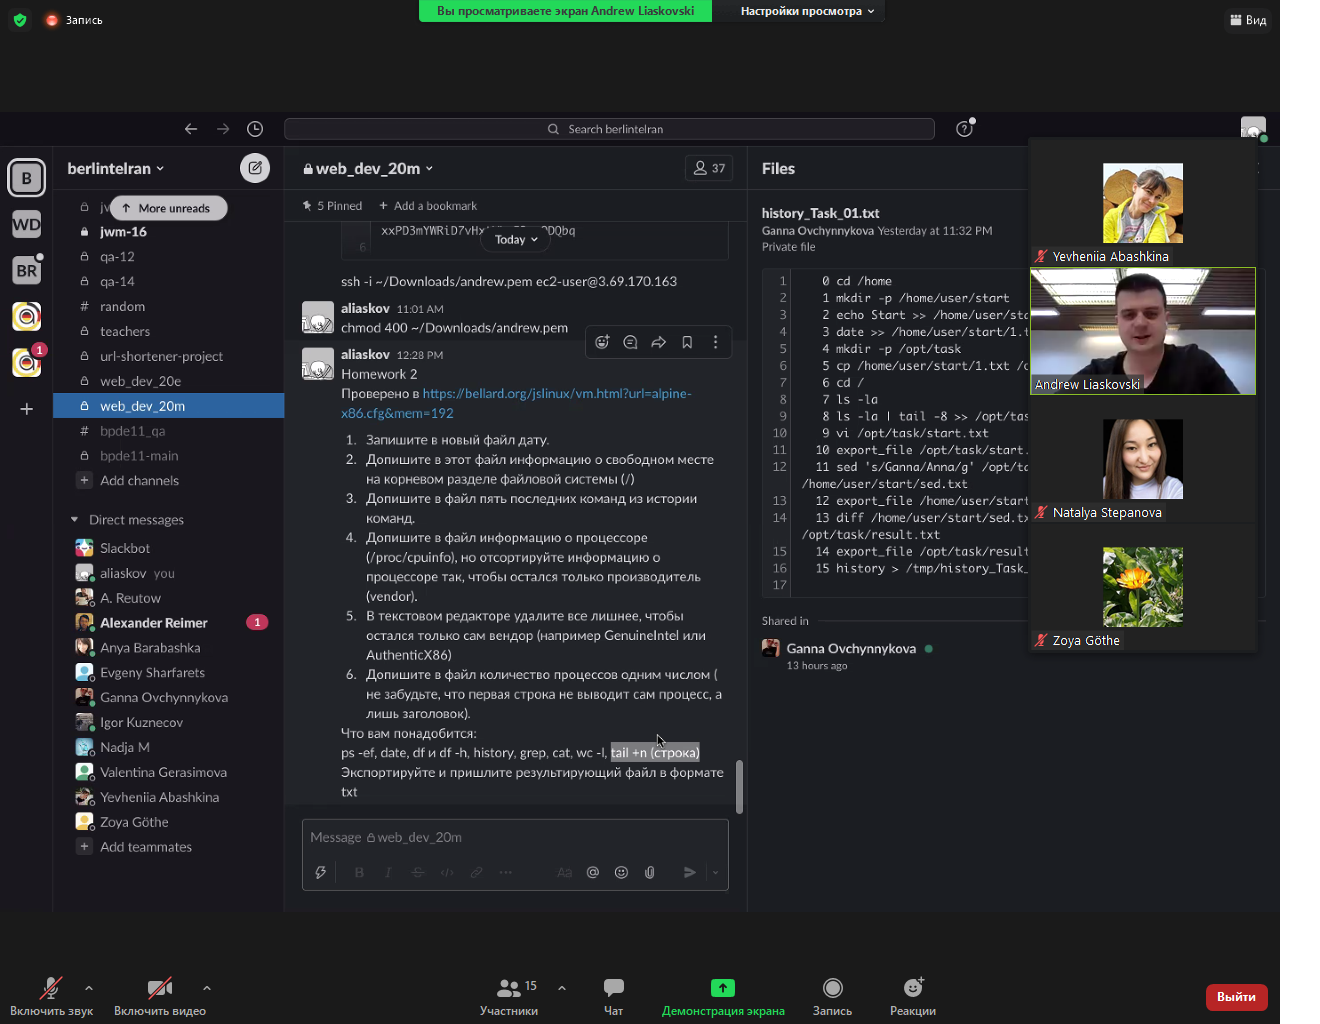 Запись
Вы просматриваете экран Andrew Liaskovski
Настройки просмотра
Вид
Search berlintelran
B
WD
BR
1
berlintelran
More unreads
jwm-16
qa-12
qa-14
# random
teachers
url-shortener-project
web_dev_20e
web_dev_20m
# bpde11_qa
bpde11-main
+ Add channels
Direct messages
Slackbot
aliaskov you
A. Reutow
Alexander Reimer 1
Anya Barabashka
Evgeny Sharfarets
Ganna Ovchynnykova
Igor Kuznecov
Nadja M
Valentina Gerasimova
Yevheniia Abashkina
Zoya Göthe
+ Add teammates
web_dev_20m
37
5 Pinned + Add a bookmark
6
Today
ssh -i ~/Downloads/andrew.pem ec2-user@3.69.170.163
aliaskov 11:01 AM
chmod 400 ~/Downloads/andrew.pem
aliaskov 12:28 PM
Homework 2
Проверено в https://bellard.org/jslinux/vm.html?url=alpine-
x86.cfg&mem=192
1. Запишите в новый файл дату.
2. Допишите в этот файл информацию о свободном месте
на корневом разделе файловой системы (/)
3. Допишите в файл пять последних команд из истории
команд.
4. Допишите в файл информацию о процессоре
(/proc/cpuinfo), но отсортируйте информацию о
процессоре так, чтобы остался только производитель
(vendor).
5. В текстовом редакторе удалите все лишнее, чтобы
остался только сам вендор (например GenuineIntel или
AuthenticX86)
6. Допишите в файл количество процессов одним числом (
не забудьте, что первая строка не выводит сам процесс, а
лишь заголовок).
Что вам понадобится:
ps -ef, date, df и df -h, history, grep, cat, wc -l, tail +n (строка)
Экспортируйте и пришлите результирующий файл в формате
txt
Message web_dev_20m
B I S </> ... Aa @
Files
history_Task_01.txt
Ganna Ovchynnykova Yesterday at 11:32 PM
Private file
1 0 cd /home
2 1 mkdir -p /home/user/start
3 2 echo Start >> /home/user/sta
4 3 date >> /home/user/start/1.t
5 4 mkdir -p /opt/task
6 5 cp /home/user/start/1.txt /o
7 6 cd /
8 7 ls -la
9 8 ls -la | tail -8 >> /opt/tas
10 9 vi /opt/task/start.txt
11 10 export_file /opt/task/start.
12 11 sed 's/Ganna/Anna/g' /opt/ta
/home/user/start/sed.txt
13 12 export_file /home/user/start
14 13 diff /home/user/start/sed.tx
/opt/task/result.txt
15 14 export_file /opt/task/result
16 15 history > /tmp/history_Task_
17
Shared in
Ganna Ovchynnykova
13 hours ago
Yevheniia Abashkina
Andrew Liaskovski
Natalya Stepanova
Zoya Göthe
Включить звук
Включить видео
15
Участники
Чат
Демонстрация экрана
Запись
Реакции
Выйти